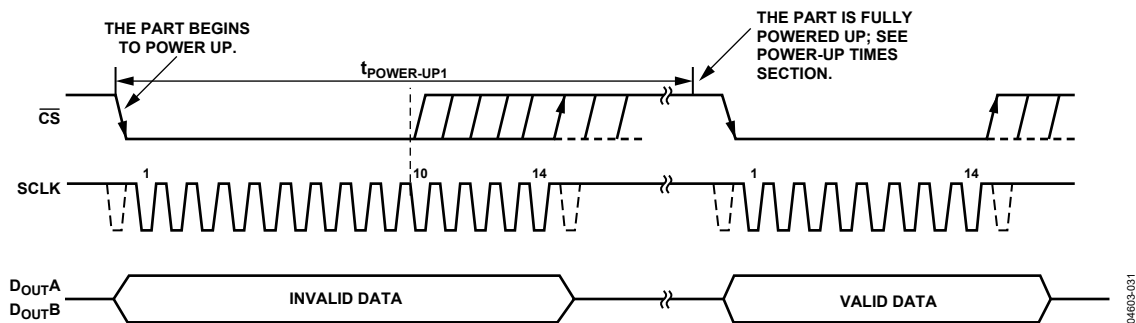 THE PART BEGINS
TO POWER UP.
THE PART IS FULLY
POWERED UP; SEE
POWER-UP TIMES
SECTION.
tPOWER-UP1
CS
SCLK
1
10
14
1
14
DOUTA
DOUTB
INVALID DATA
VALID DATA
04603-031